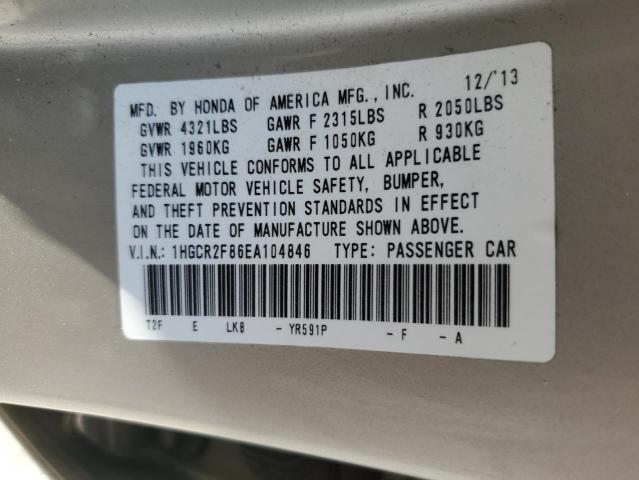 MFD. BY HONDA OF AMERICA MFG., INC. 12/'13
GVWR 4321LBS GAWR F 2315LBS R 2050LBS
GVWR 1960KG GAWR F 1050KG R 930KG
THIS VEHICLE CONFORMS TO ALL APPLICABLE
FEDERAL MOTOR VEHICLE SAFETY, BUMPER,
AND THEFT PREVENTION STANDARDS IN EFFECT
ON THE DATE OF MANUFACTURE SHOWN ABOVE.
V.I.N.: 1HGCR2F86EA104846 TYPE: PASSENGER CAR
T2F E LK8 -YR591P -F -A